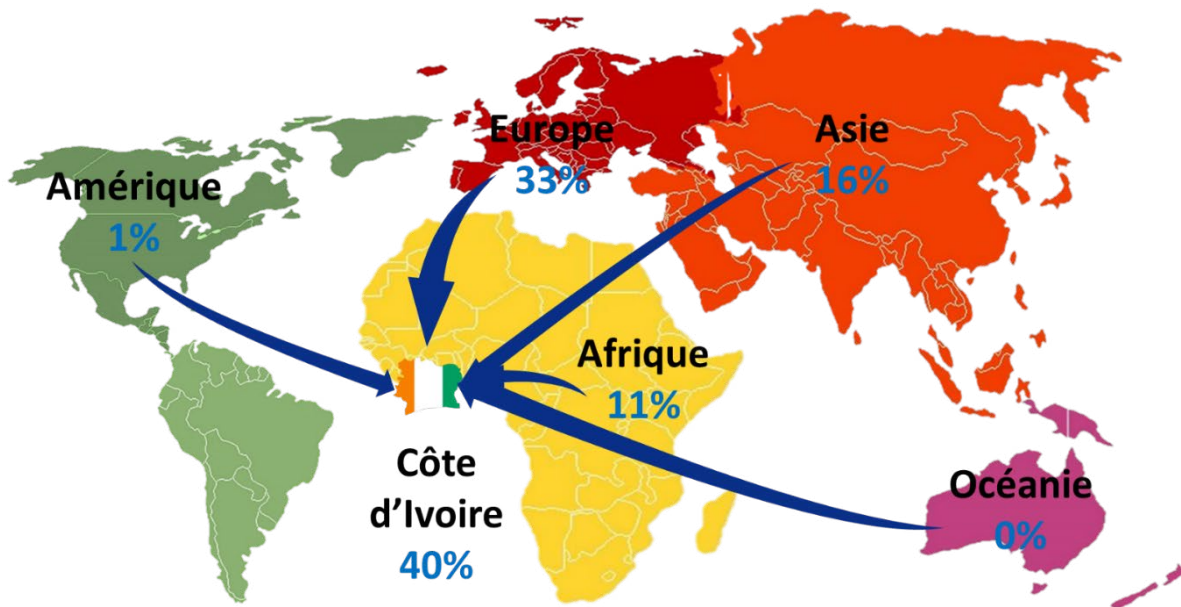 Europe
33%
Asie
16%
Amérique
1%
Afrique
11%
Côte
d'Ivoire
40%
Océanie
0%